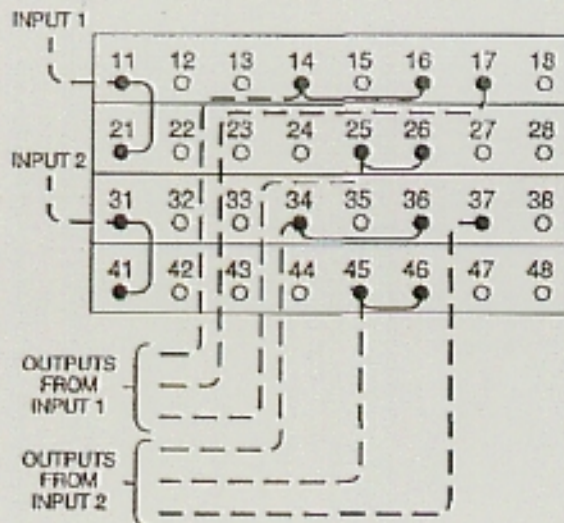 INPUT 1
11 12 13 14 15 16 17 18
21 22 23 24 25 26 27 28
INPUT 2
31 32 33 34 35 36 37 38
41 42 43 44 45 46 47 48
OUTPUTS
FROM
INPUT 1
OUTPUTS
FROM
INPUT 2